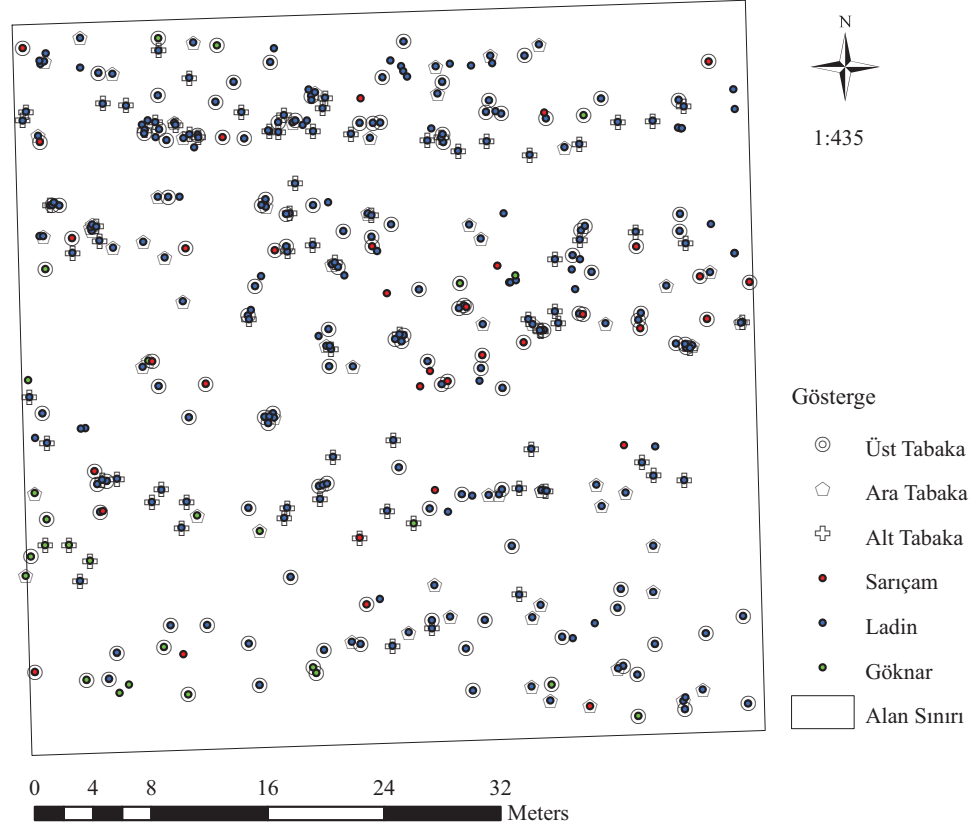 N
1:435
Gösterge
Üst Tabaka
Ara Tabaka
Alt Tabaka
Sarıçam
Ladin
Göknar
Alan Sınırı
0 4 8 16 24 32
Meters